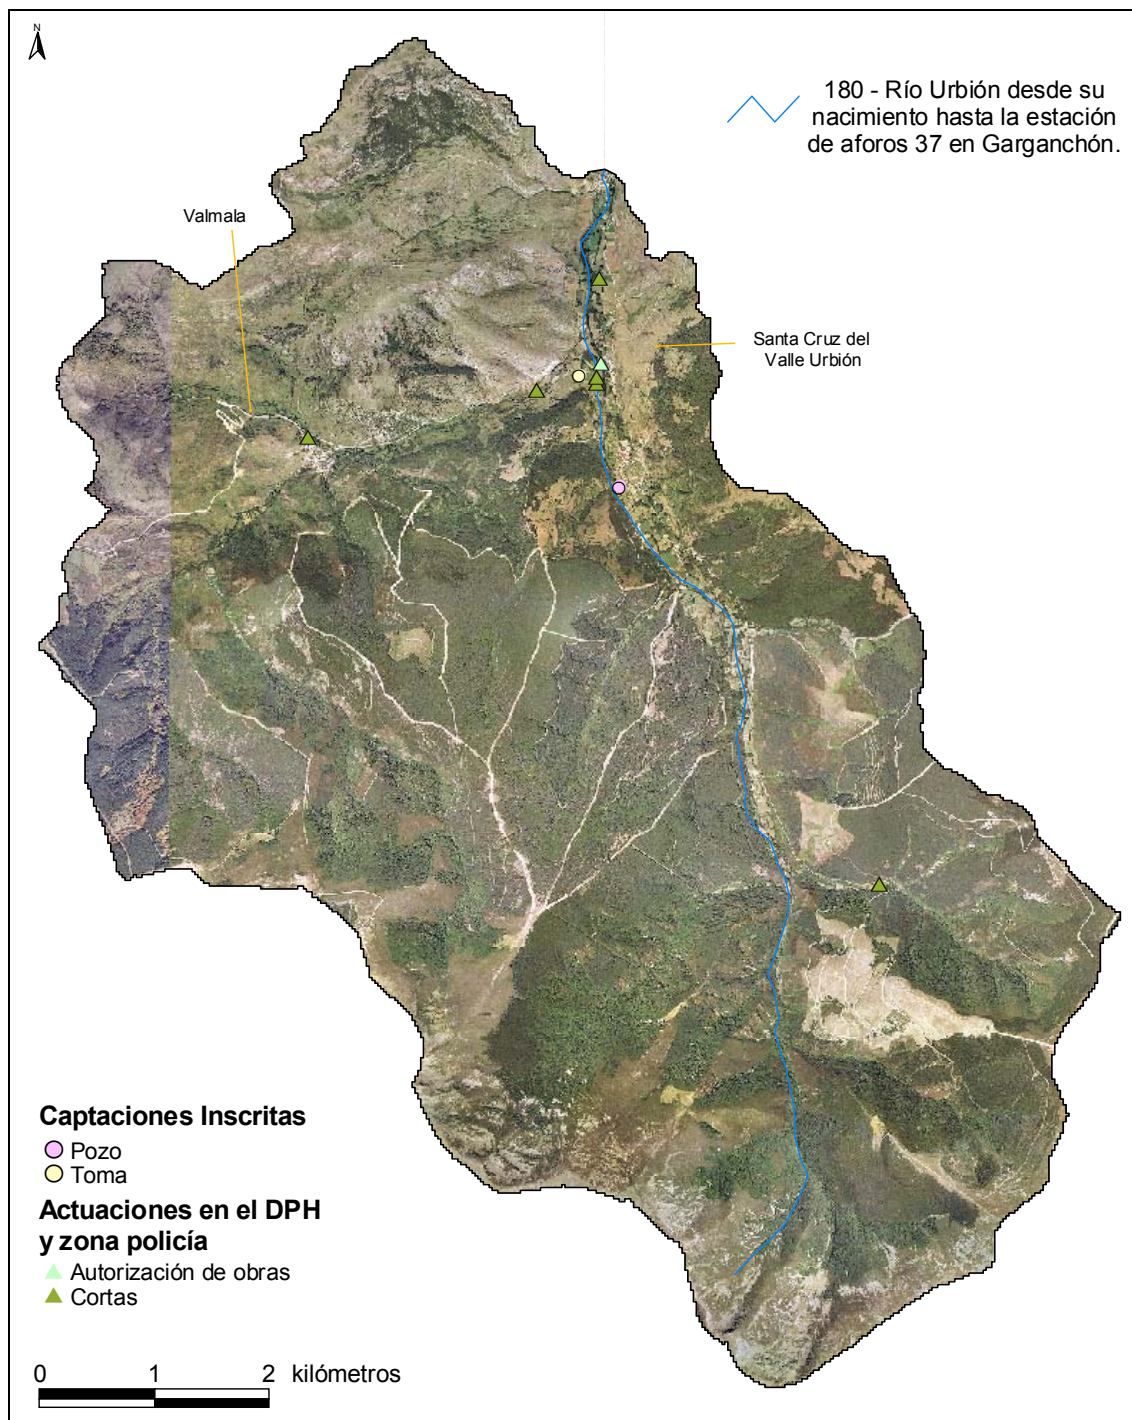 N
180 - Río Urbión desde su
nacimiento hasta la estación
de aforos 37 en Garganchón.
Valmala
Santa Cruz del
Valle Urbión
Captaciones Inscritas
Pozo
Toma
Actuaciones en el DPH
y zona policía
Autorización de obras
Cortas
0 1 2 kilómetros